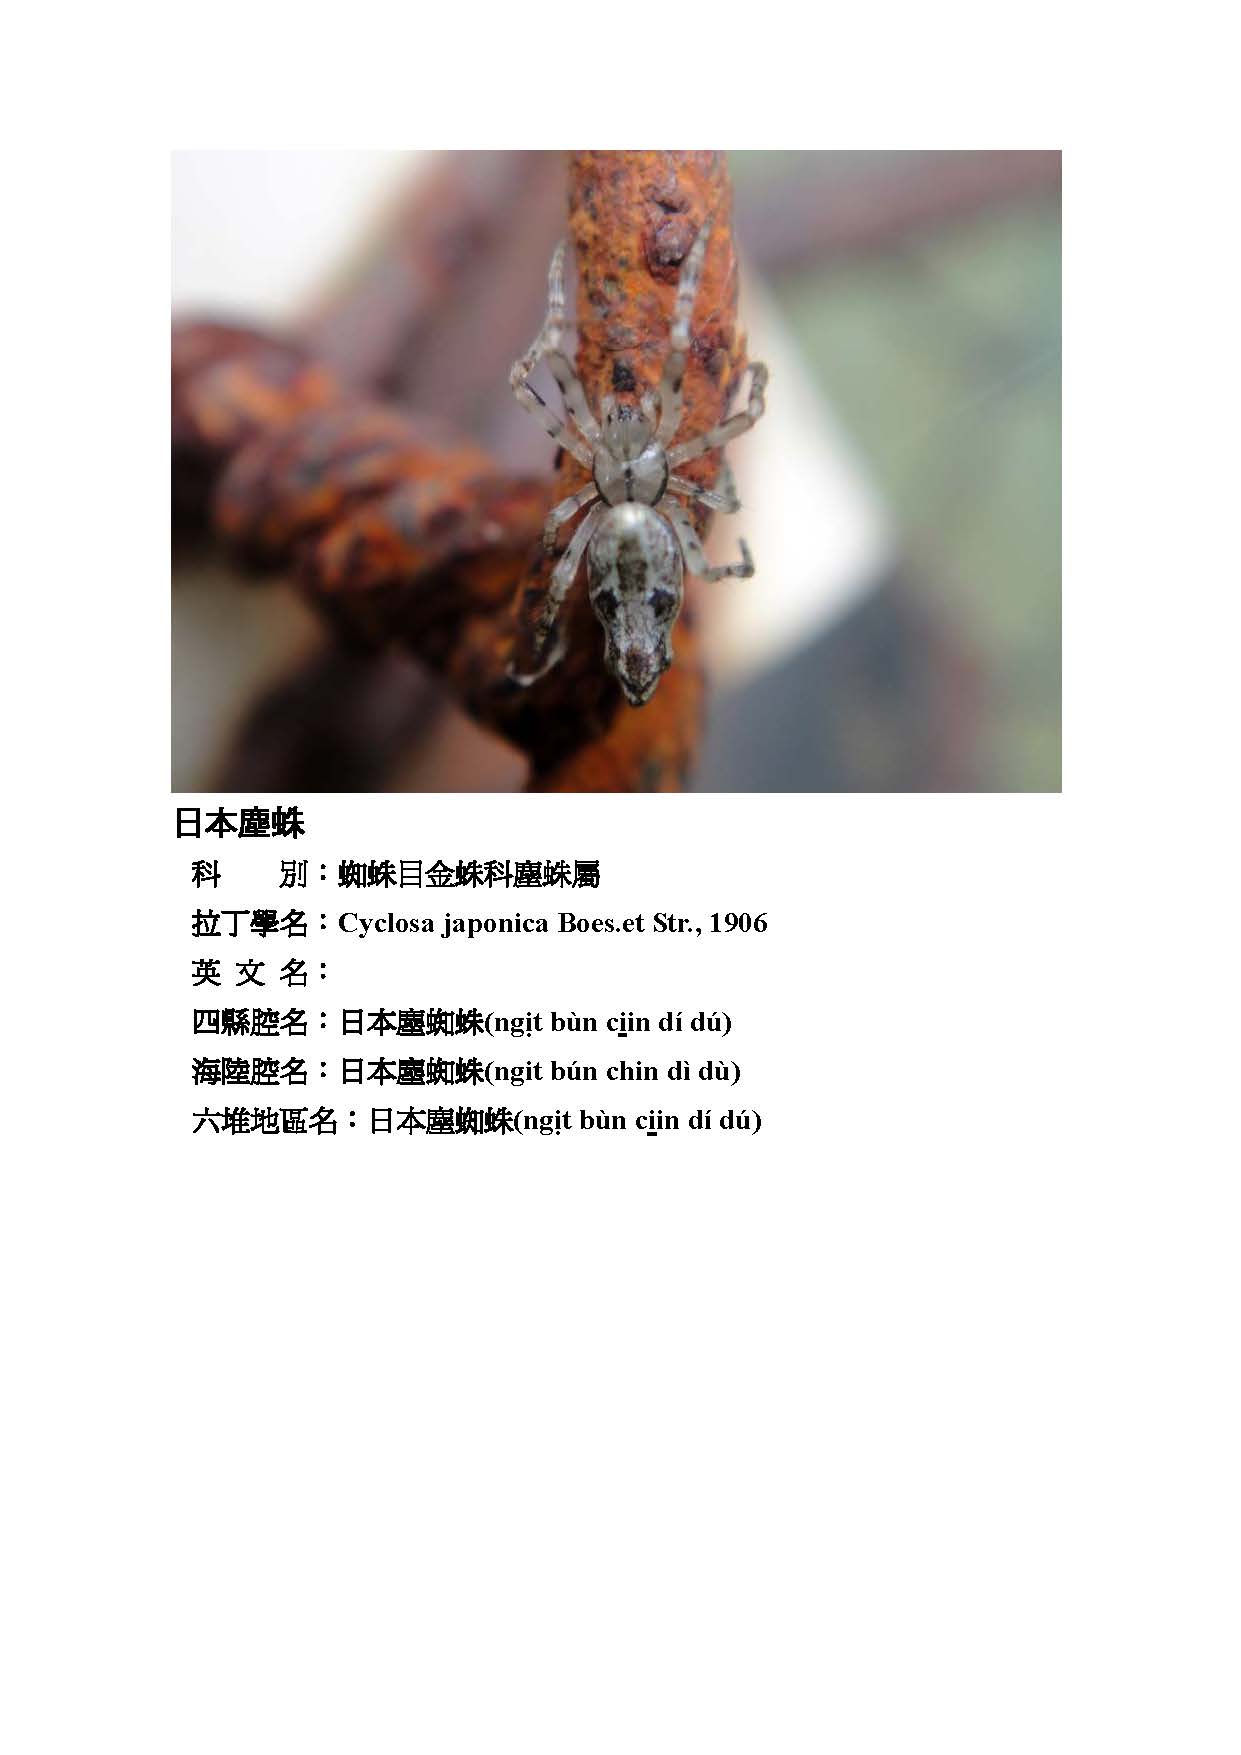 日本塵蛛
科　　別：蜘蛛目金蛛科塵蛛屬
拉丁學名：Cyclosa japonica Boes.et Str., 1906
英 文 名：
四縣腔名：日本塵蜘蛛(ngịt bùn ci̲in dí dú)
海陸腔名：日本塵蜘蛛(ngit bún chin dì dù)
六堆地區名：日本塵蜘蛛(ngịt bùn ci̲in dí dú)